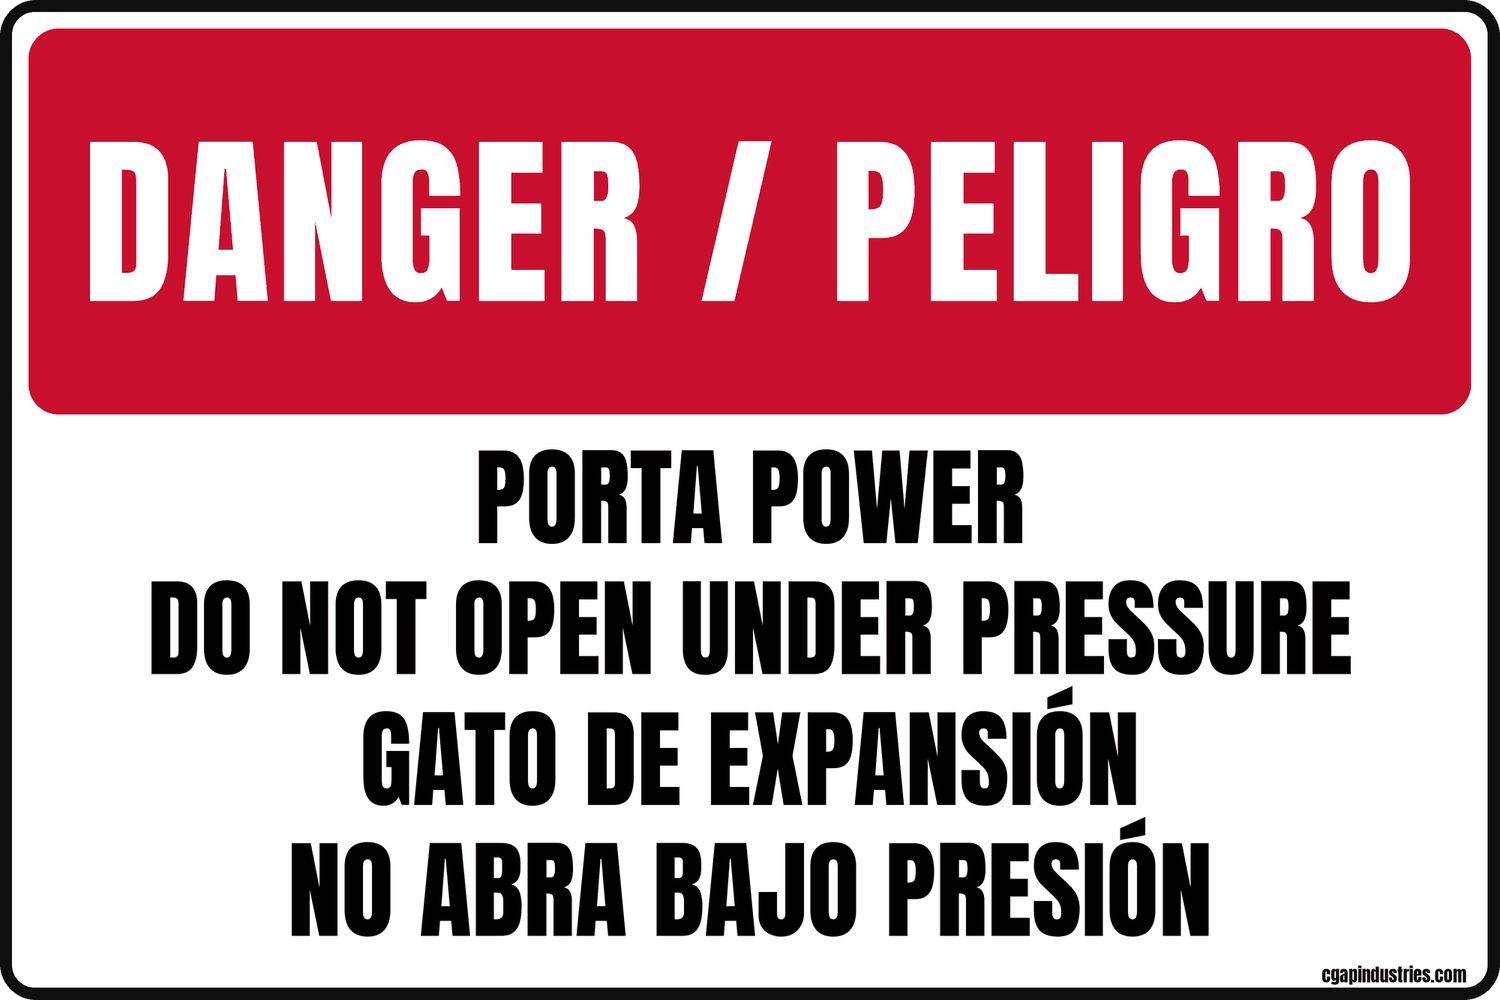 DANGER / PELIGRO
PORTA POWER
DO NOT OPEN UNDER PRESSURE
GATO DE EXPANSIÓN
NO ABRA BAJO PRESIÓN
cgapindustries.com